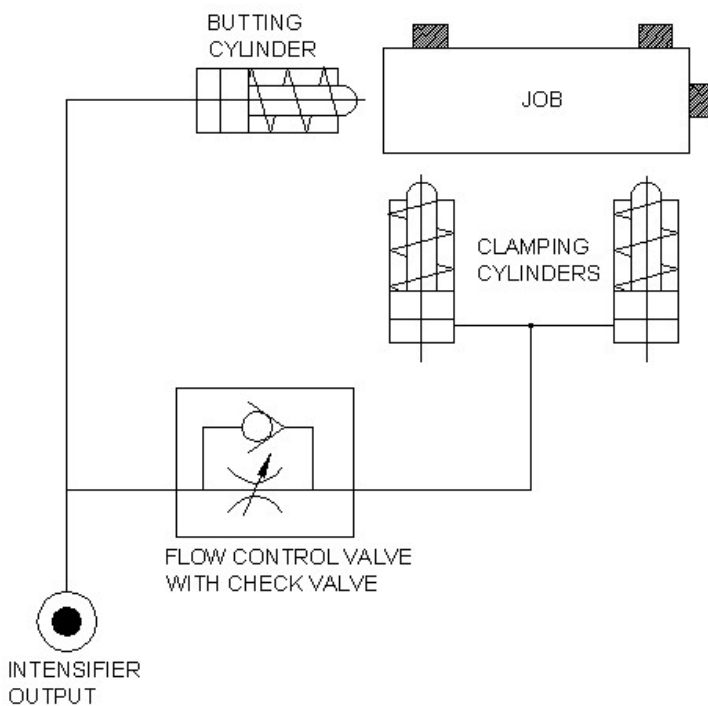 BUTTING
CYLINDER
JOB
CLAMPING
CYLINDERS
FLOW CONTROL VALVE
WITH CHECK VALVE
INTENSIFIER
OUTPUT